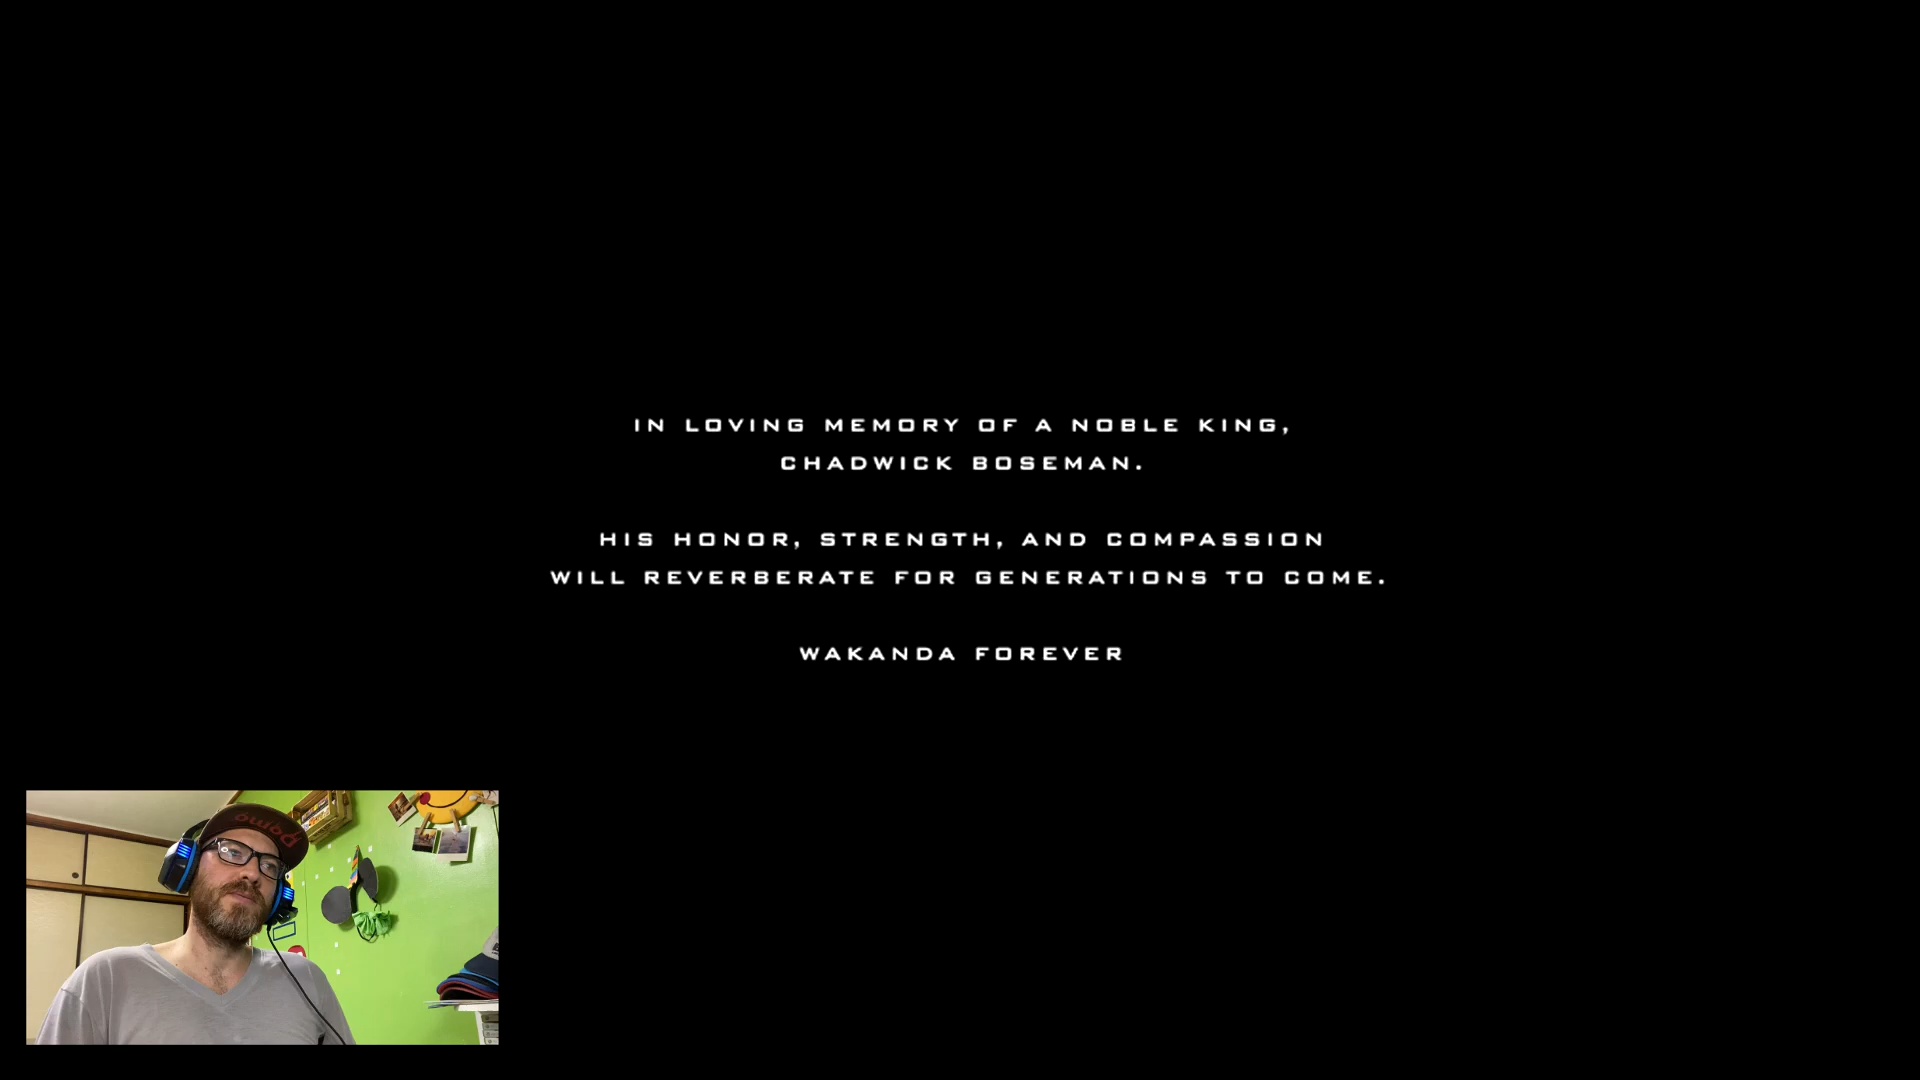 IN LOVING MEMORY OF A NOBLE KING,
CHADWICK BOSEMAN.
HIS HONOR, STRENGTH, AND COMPASSION
WILL REVERBERATE FOR GENERATIONS TO COME.
WAKANDA FOREVER